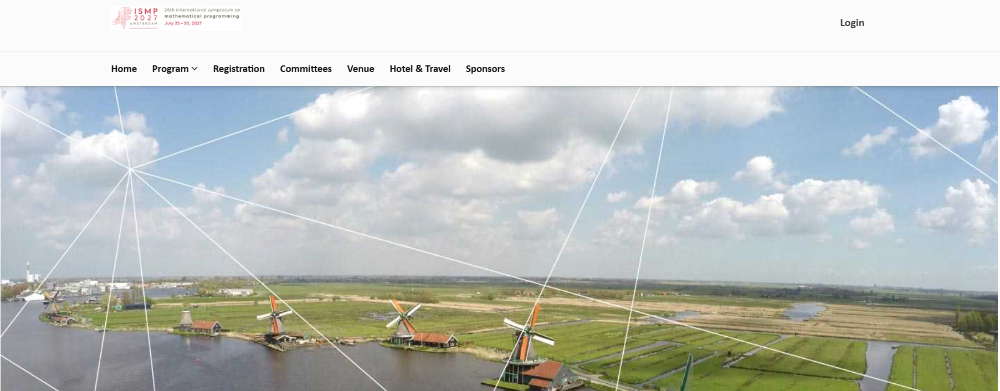 ISMP
2027
AMSTERDAM
26th international symposium on
mathematical programming
July 25 - 30, 2027
Login
Home Program Registration Committees Venue Hotel & Travel Sponsors